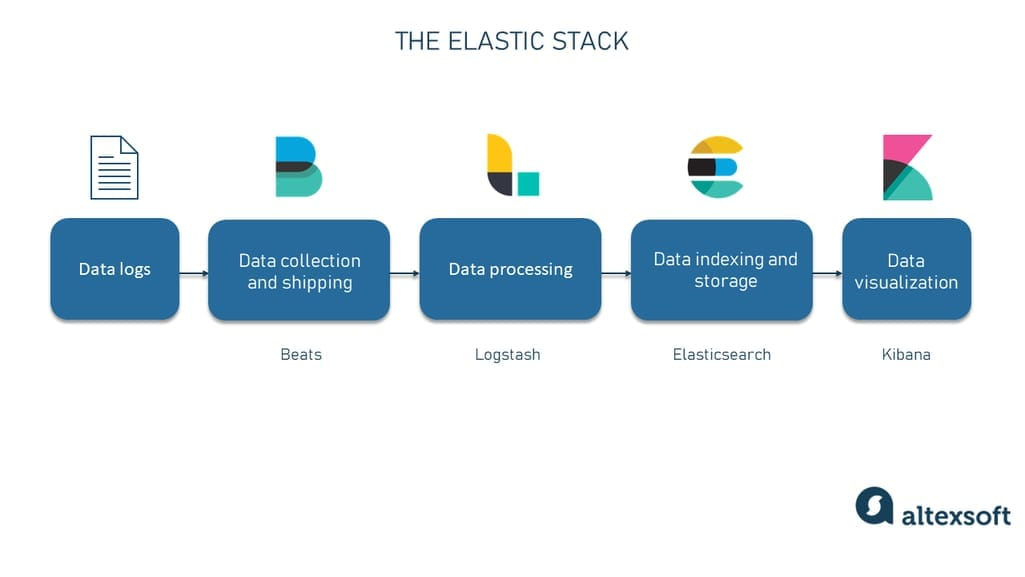 THE ELASTIC STACK
Data logs
Data collection
and shipping
Data processing
Data indexing and
storage
Data
visualization
Beats
Logstash
Elasticsearch
Kibana
altexsoft